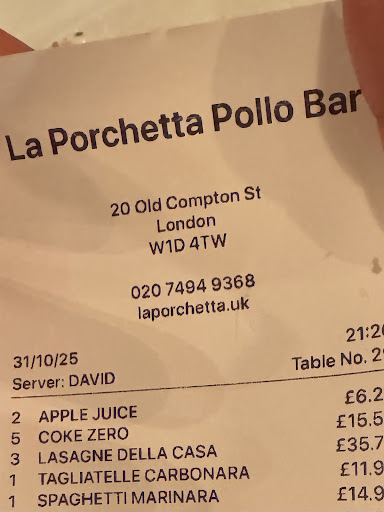 La Porchetta Pollo Bar
20 Old Compton St
London
W1D 4TW
020 7494 9368
laporchetta.uk
31/10/25 21:2
Server: DAVID Table No. 2
2 APPLE JUICE £6.2
5 COKE ZERO £15.5
3 LASAGNE DELLA CASA £35.7
1 TAGLIATELLE CARBONARA £11.9
1 SPAGHETTI MARINARA £14.9